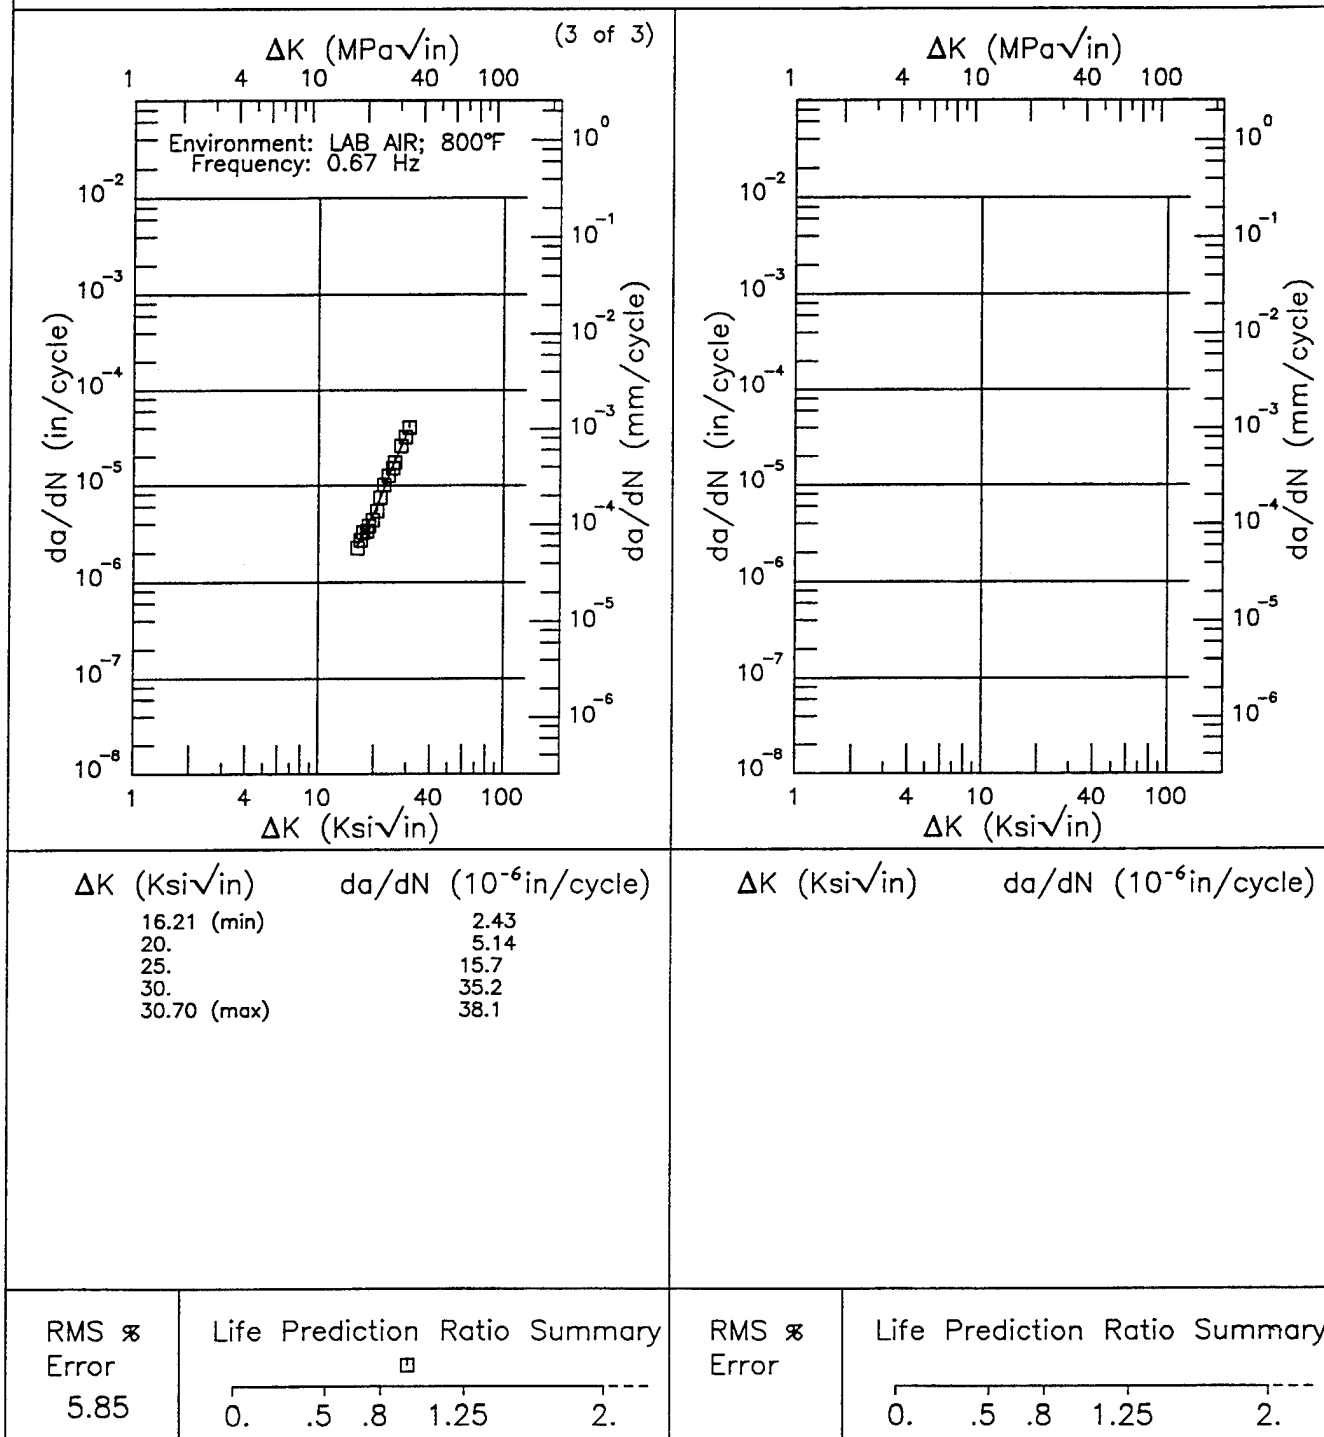 (3 of 3)
ΔK (MPa√in)
1 4 10 40 100
Environment: LAB AIR; 800°F
Frequency: 0.67 Hz
10⁰
10⁻²
10⁻¹
10⁻³
10⁻²
10⁻⁴
10⁻³
10⁻⁵
10⁻⁴
10⁻⁶
10⁻⁵
10⁻⁷
10⁻⁶
10⁻⁸
da/dN (in/cycle)
da/dN (mm/cycle)
1 4 10 40 100
ΔK (Ksi√in)
ΔK (MPa√in)
1 4 10 40 100
10⁰
10⁻²
10⁻¹
10⁻³
10⁻²
10⁻⁴
10⁻³
10⁻⁵
10⁻⁴
10⁻⁶
10⁻⁵
10⁻⁷
10⁻⁶
10⁻⁸
da/dN (in/cycle)
da/dN (mm/cycle)
1 4 10 40 100
ΔK (Ksi√in)
ΔK (Ksi√in) da/dN (10⁻⁶in/cycle)
16.21 (min) 2.43
20. 5.14
25. 15.7
30. 35.2
30.70 (max) 38.1
ΔK (Ksi√in) da/dN (10⁻⁶in/cycle)
RMS %
Error
5.85
Life Prediction Ratio Summary
0. .5 .8 1.25 2.
RMS %
Error
Life Prediction Ratio Summary
0. .5 .8 1.25 2.